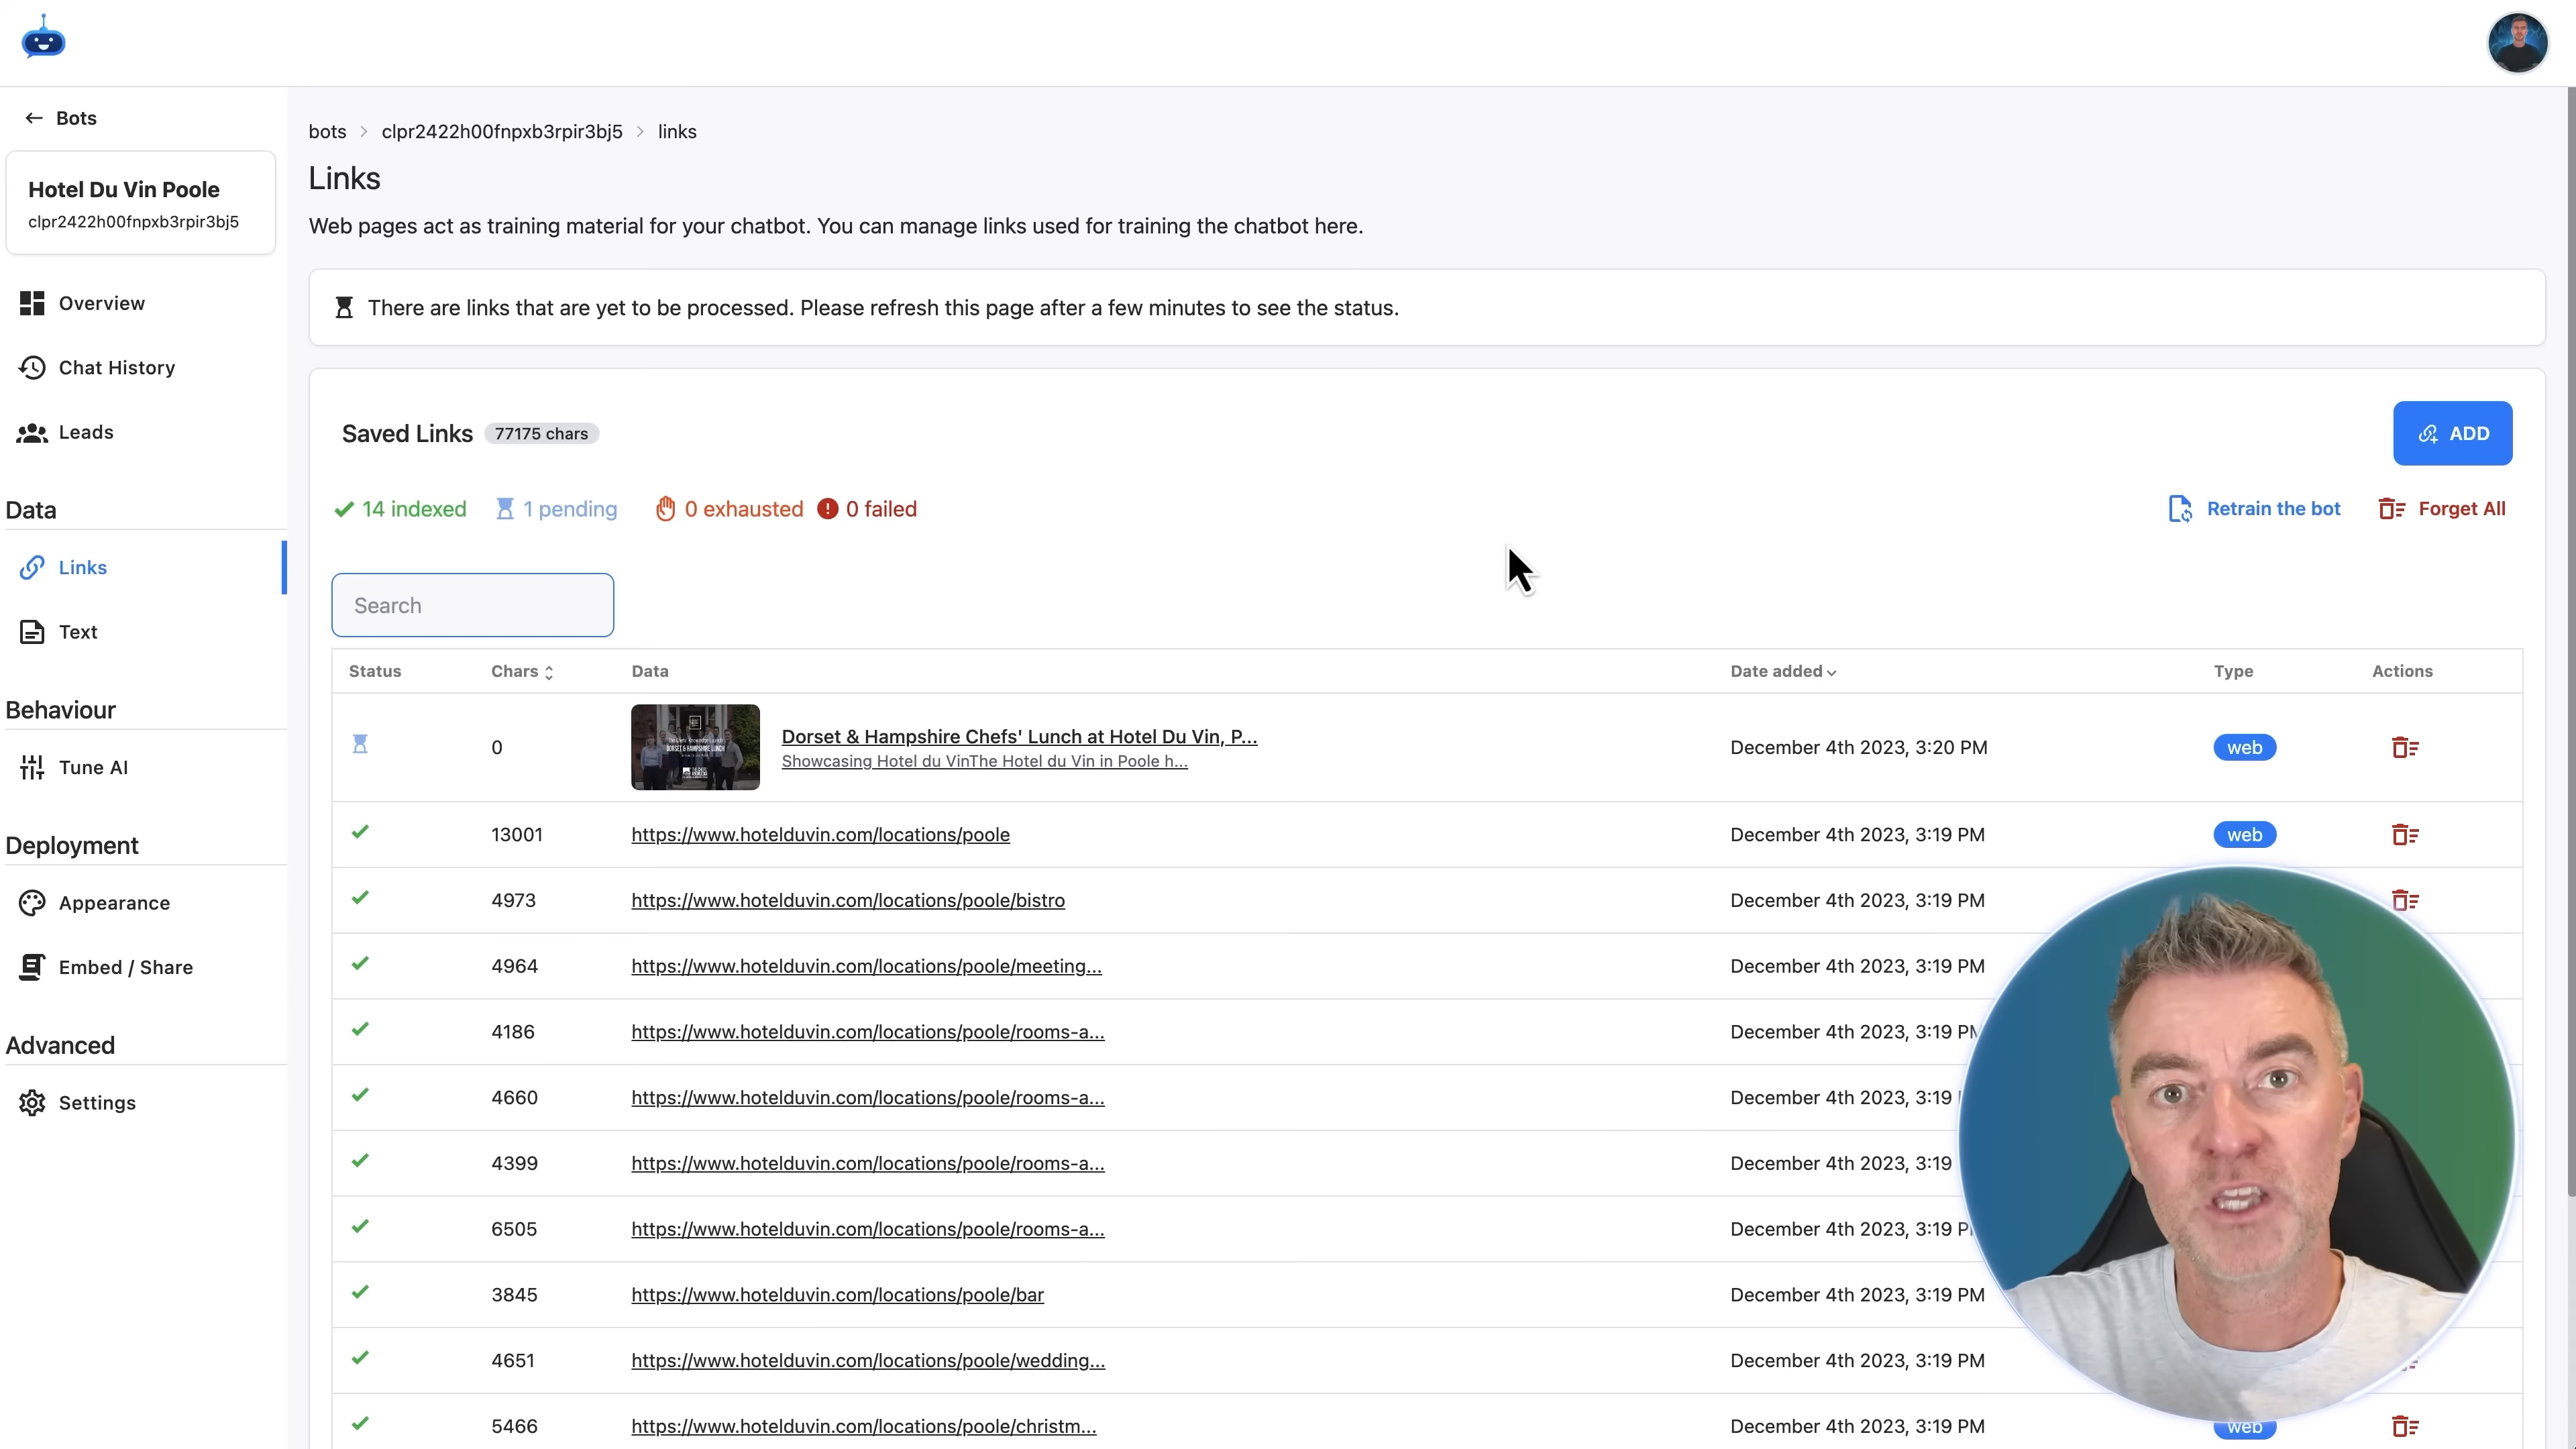 ← Bots
Hotel Du Vin Poole
clpr2422h00fnpxb3rpir3bj5
Overview
Chat History
Leads
Data
Links
Text
Behaviour
Tune AI
Deployment
Appearance
Embed / Share
Advanced
Settings
bots > clpr2422h00fnpxb3rpir3bj5 > links
Links
Web pages act as training material for your chatbot. You can manage links used for training the chatbot here.
There are links that are yet to be processed. Please refresh this page after a few minutes to see the status.
Saved Links 77175 chars
ADD
14 indexed 1 pending 0 exhausted 0 failed
Retrain the bot Forget All
Search
Status Chars Data Date added Type Actions
DORSET & HAMPSHIRE LUNCH
0 Dorset & Hampshire Chefs' Lunch at Hotel Du Vin, P... December 4th 2023, 3:20 PM web
Showcasing Hotel du VinThe Hotel du Vin in Poole h...
13001 https://www.hotelduvin.com/locations/poole December 4th 2023, 3:19 PM web
4973 https://www.hotelduvin.com/locations/poole/bistro December 4th 2023, 3:19 PM
4964 https://www.hotelduvin.com/locations/poole/meeting... December 4th 2023, 3:19 PM
4186 https://www.hotelduvin.com/locations/poole/rooms-a... December 4th 2023, 3:19 PM
4660 https://www.hotelduvin.com/locations/poole/rooms-a... December 4th 2023, 3:19
4399 https://www.hotelduvin.com/locations/poole/rooms-a... December 4th 2023, 3:19
6505 https://www.hotelduvin.com/locations/poole/rooms-a... December 4th 2023, 3:19 P
3845 https://www.hotelduvin.com/locations/poole/bar December 4th 2023, 3:19 PM
4651 https://www.hotelduvin.com/locations/poole/wedding... December 4th 2023, 3:19 PM
5466 https://www.hotelduvin.com/locations/poole/christm... December 4th 2023, 3:19 PM web